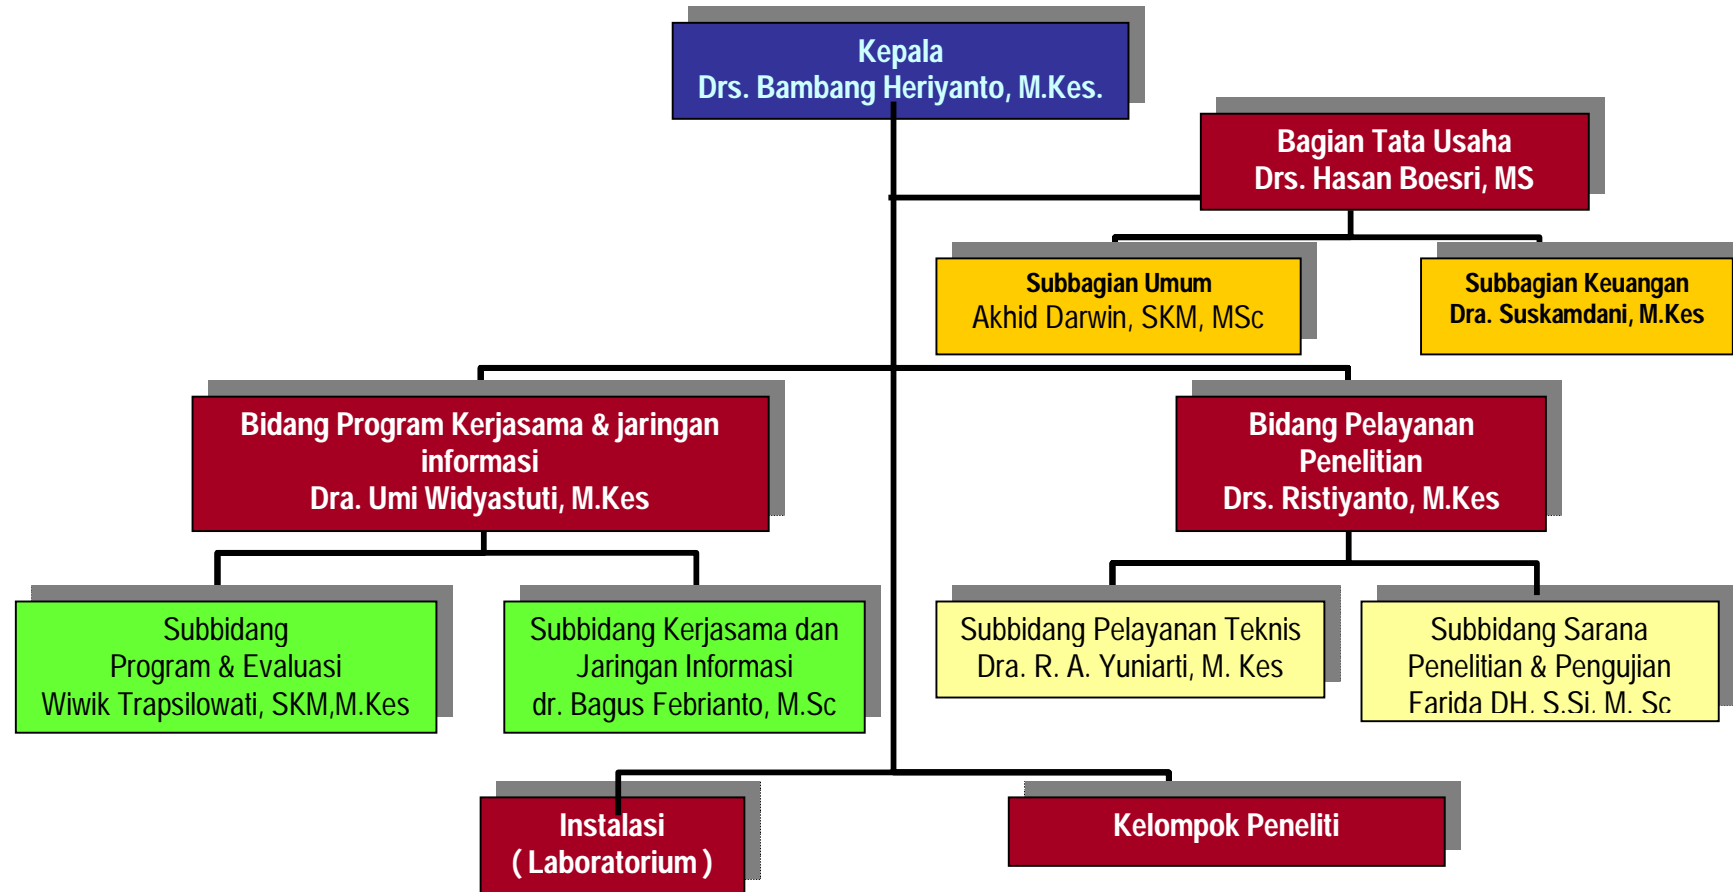 Kepala
Drs. Bambang Heriyanto, M.Kes.
Bagian Tata Usaha
Drs. Hasan Boesri, MS
Subbagian Umum
Akhid Darwin, SKM, MSc
Subbagian Keuangan
Dra. Suskamdani, M.Kes
Bidang Program Kerjasama & jaringan
informasi
Dra. Umi Widyastuti, M.Kes
Bidang Pelayanan
Penelitian
Drs. Ristiyanto, M.Kes
Subbidang
Program & Evaluasi
Wiwik Trapsilowati, SKM,M.Kes
Subbidang Kerjasama dan
Jaringan Informasi
dr. Bagus Febrianto, M.Sc
Subbidang Pelayanan Teknis
Dra. R. A. Yuniarti, M. Kes
Subbidang Sarana
Penelitian & Pengujian
Farida DH, S.Si, M. Sc
Instalasi
( Laboratorium )
Kelompok Peneliti